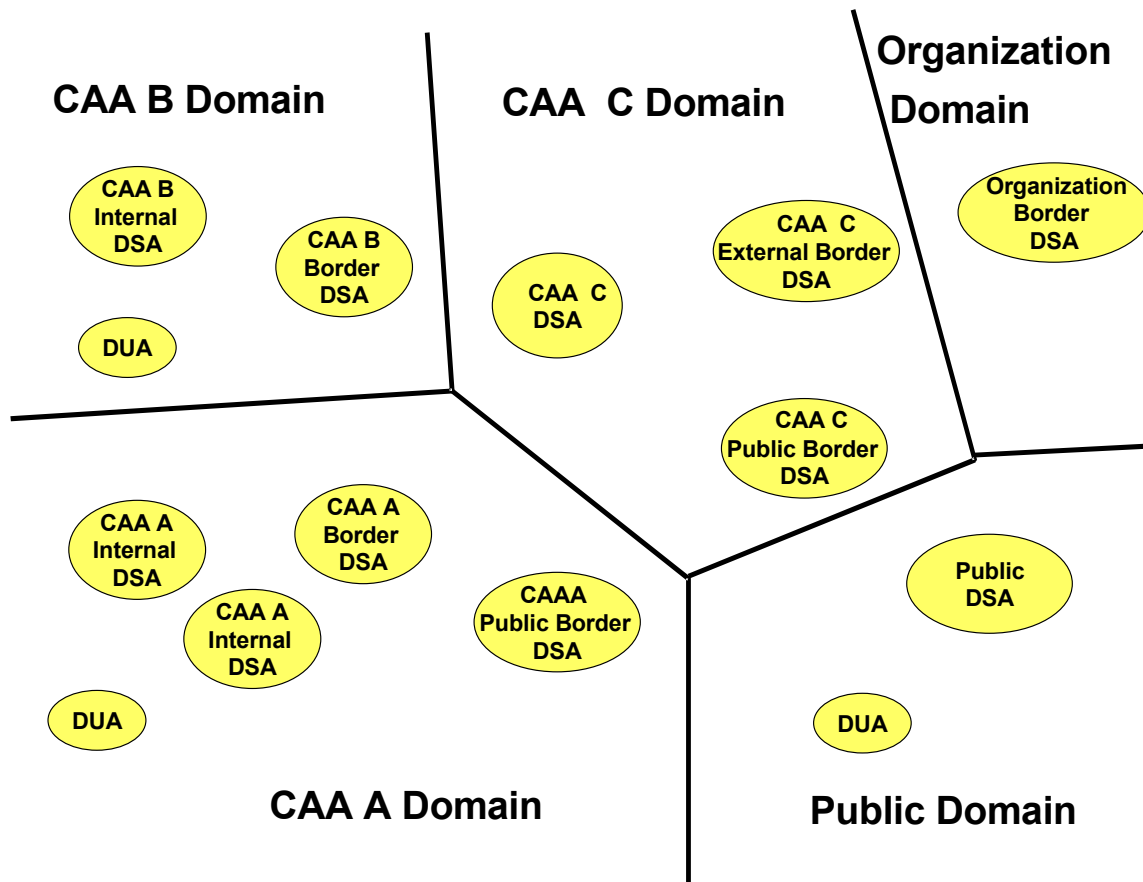 CAA B Domain
CAA B
Internal
DSA
CAA B
Border
DSA
DUA
CAA C Domain
CAA C
DSA
CAA C
External Border
DSA
CAA C
Public Border
DSA
Organization
Domain
Organization
Border
DSA
CAA A
Internal
DSA
CAA A
Border
DSA
CAA A
Internal
DSA
CAAA
Public Border
DSA
DUA
CAA A Domain
Public
DSA
DUA
Public Domain